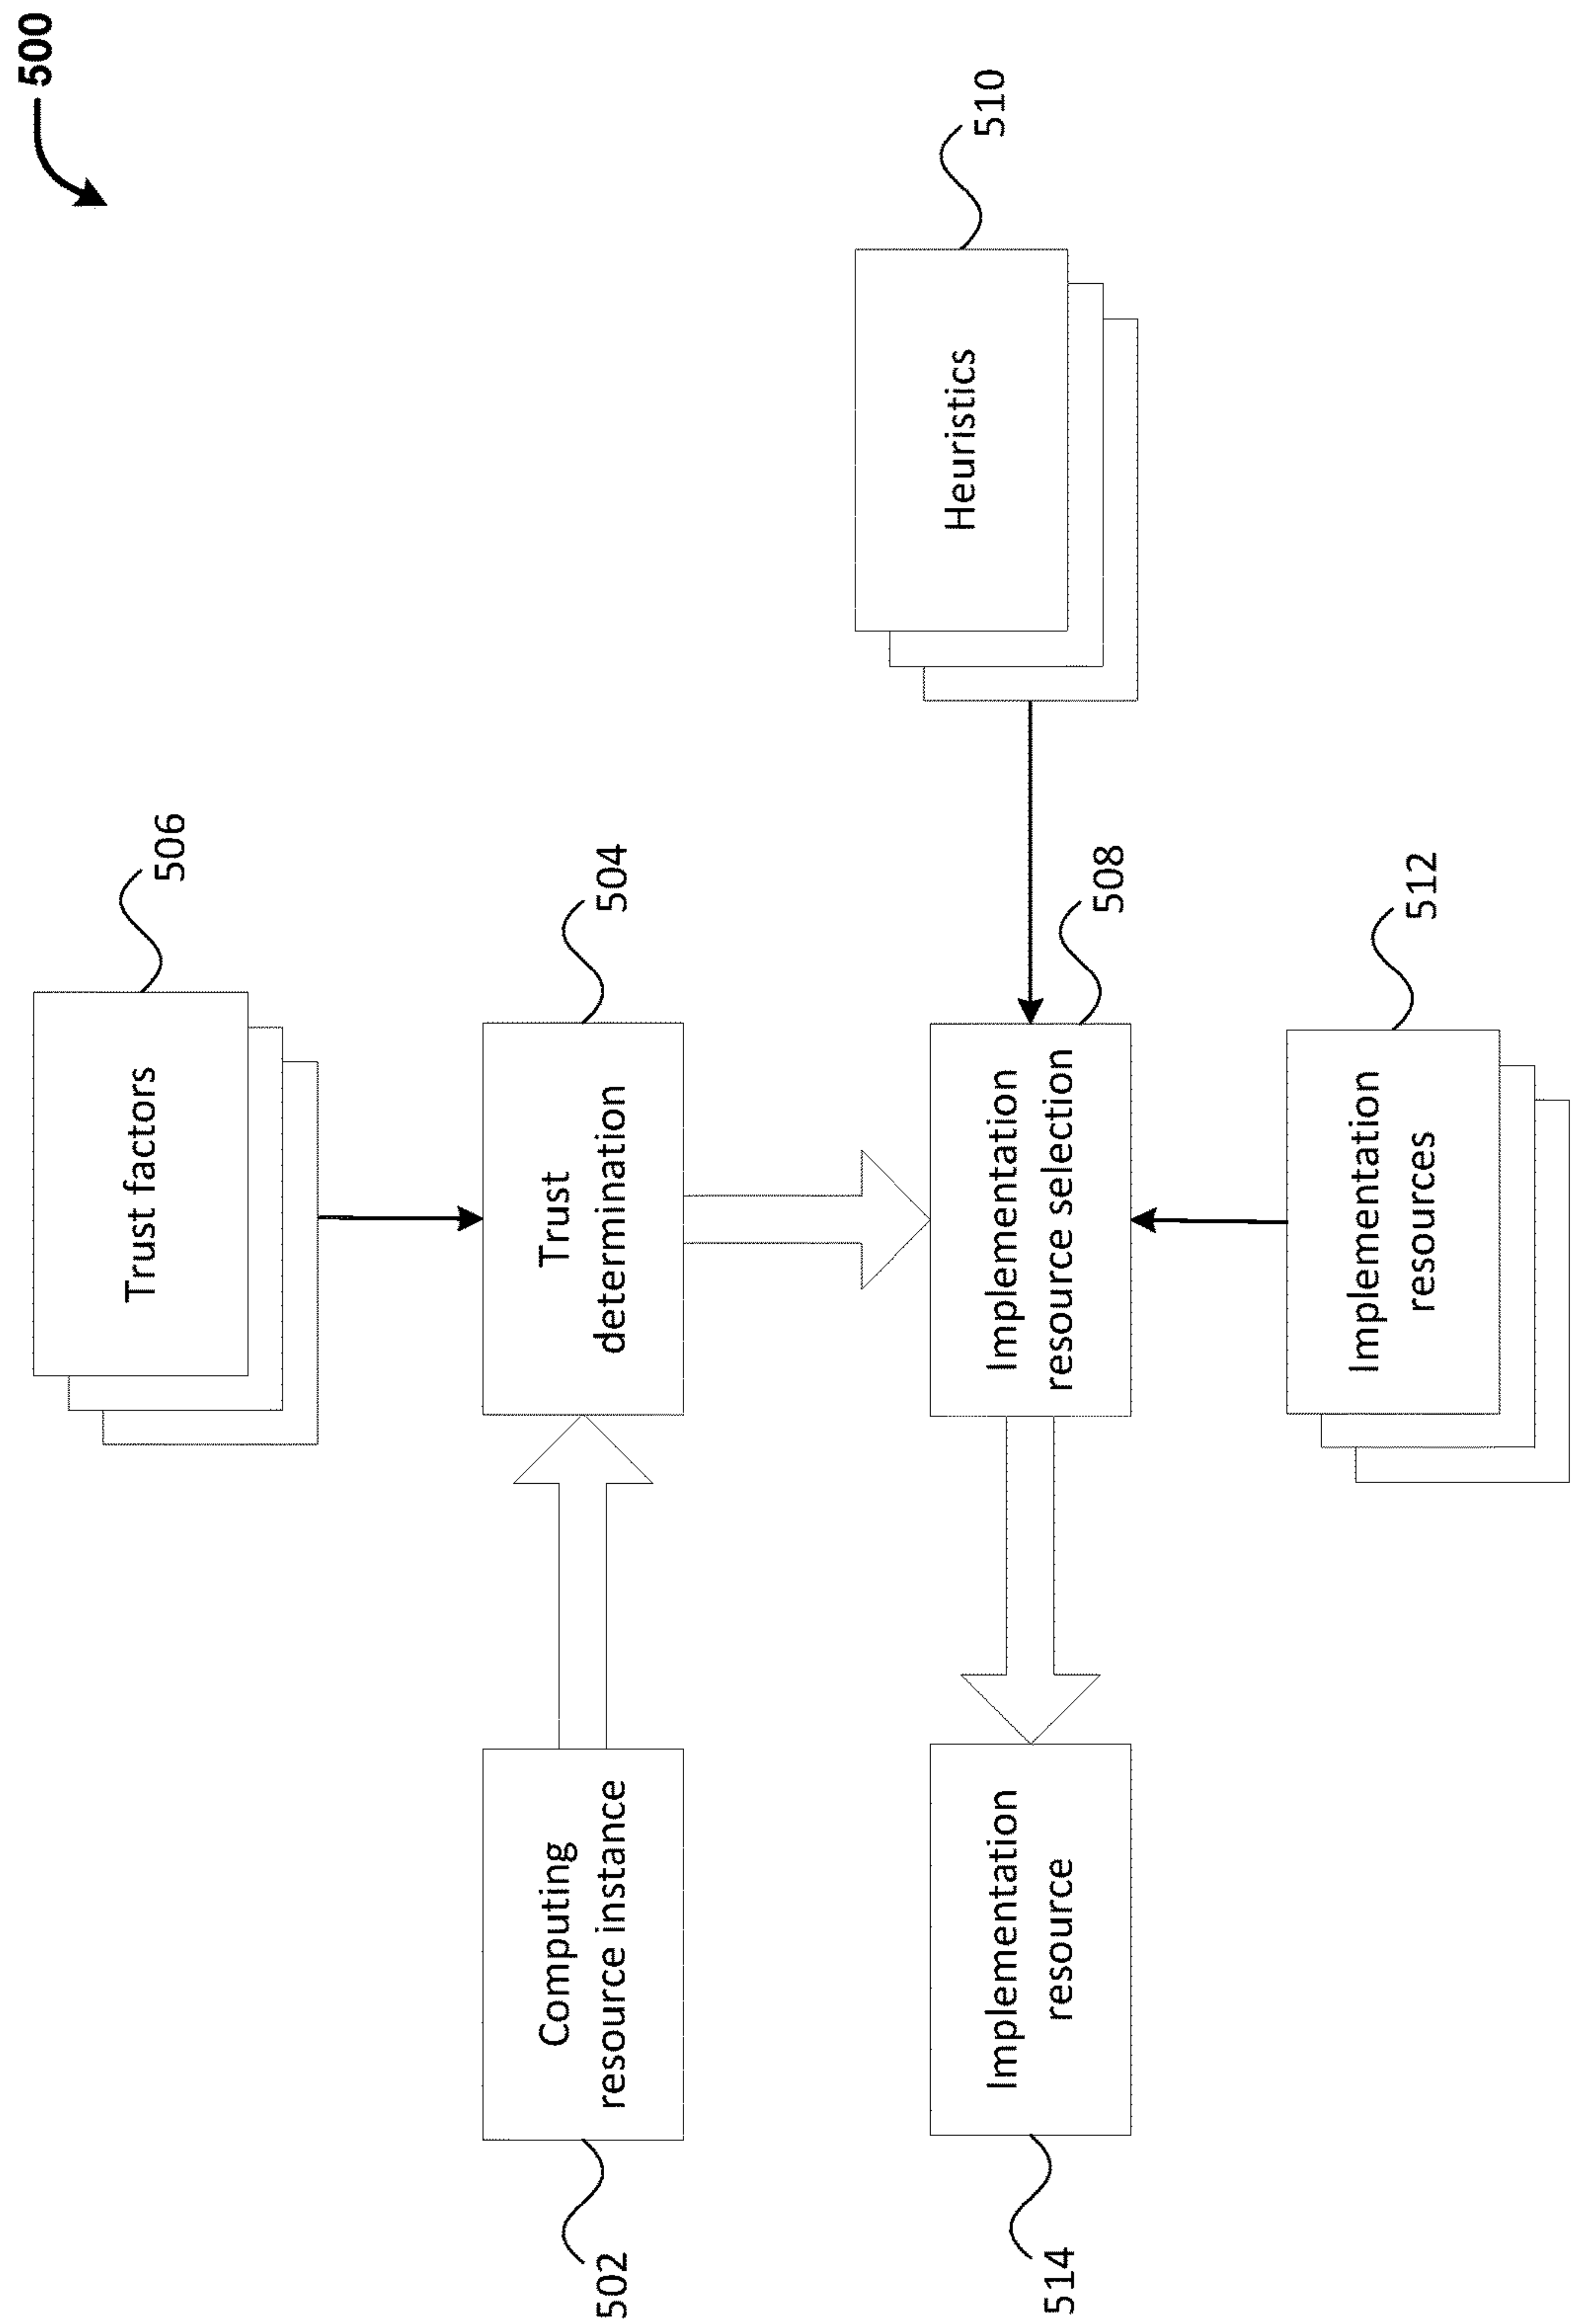 500
506
Trust factors
502
Computing
resource instance
504
Trust
determination
510
Heuristics
514
Implementation
resource
508
Implementation
resource selection
512
Implementation
resources